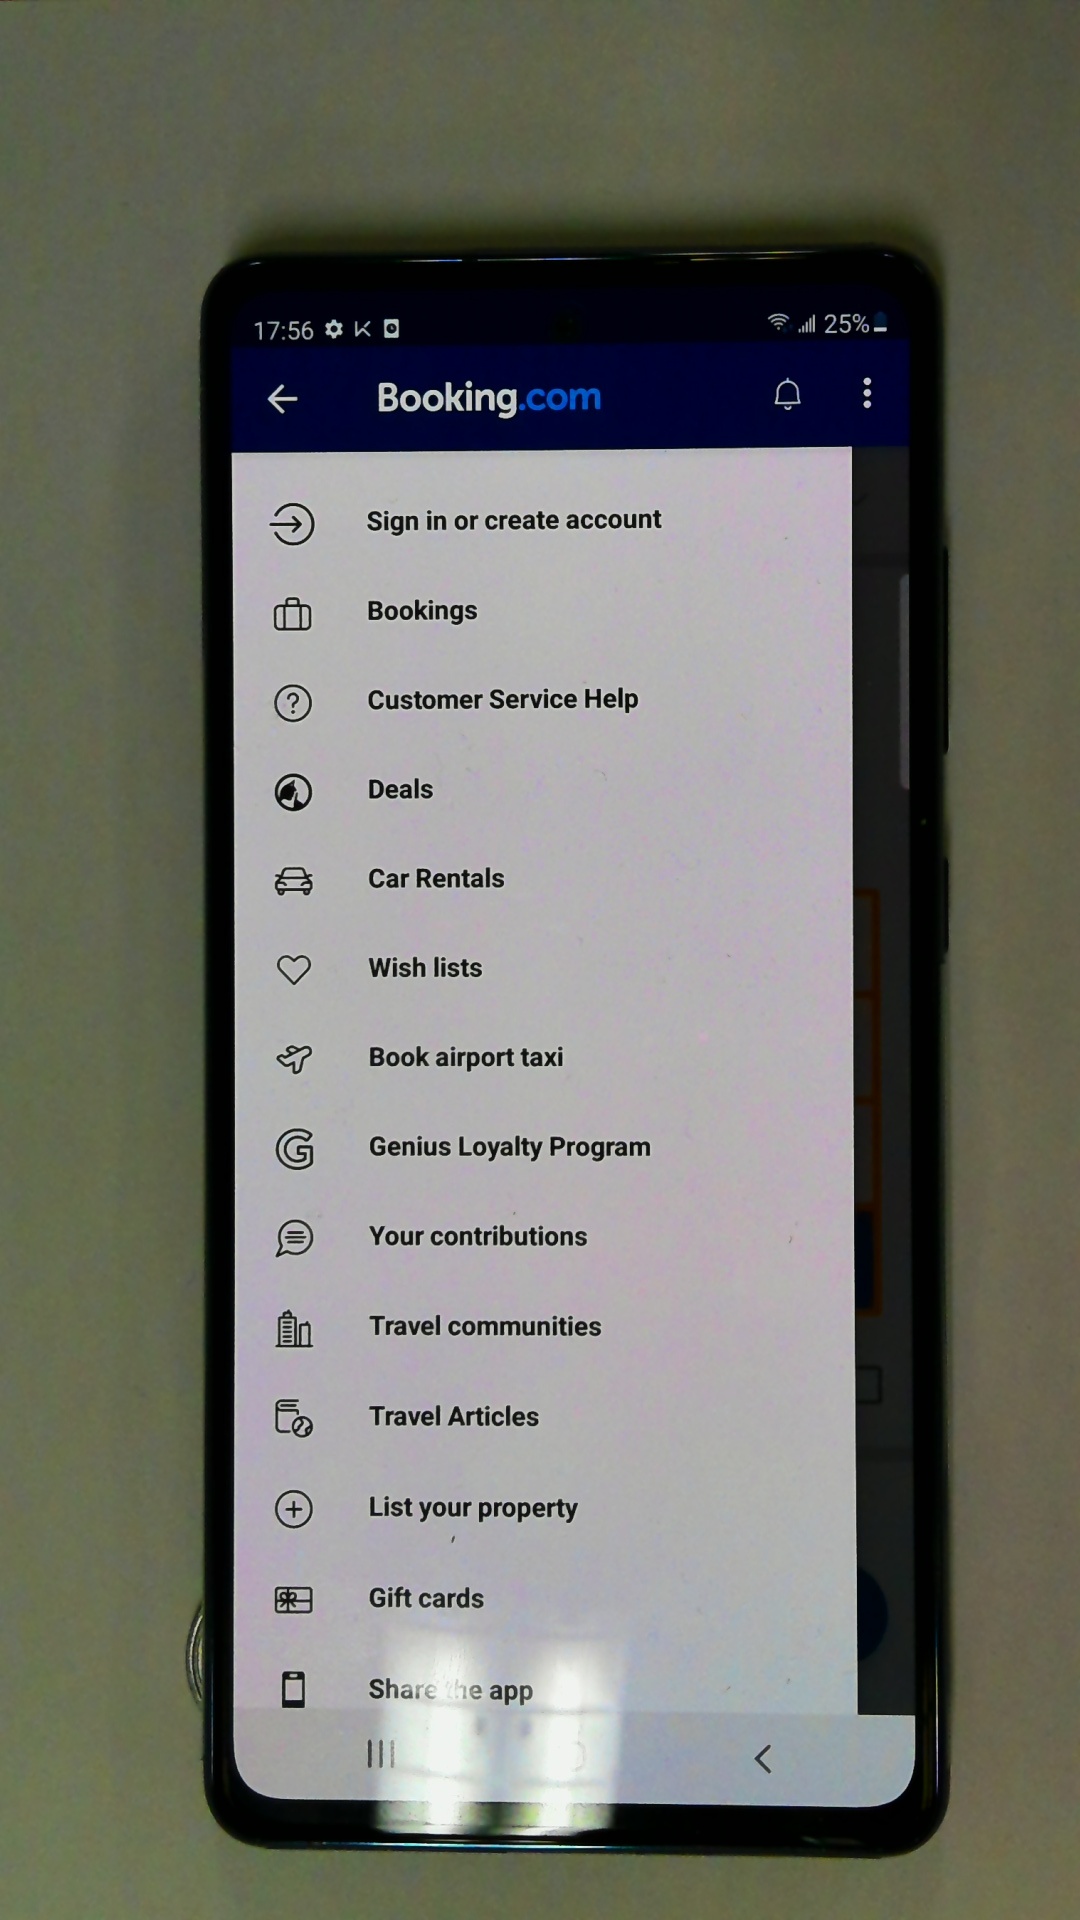 17:56
25%
Booking.com
Sign in or create account
Bookings
Customer Service Help
Deals
Car Rentals
Wish lists
Book airport taxi
Genius Loyalty Program
Your contributions
Travel communities
Travel Articles
List your property
Gift cards
Share the app